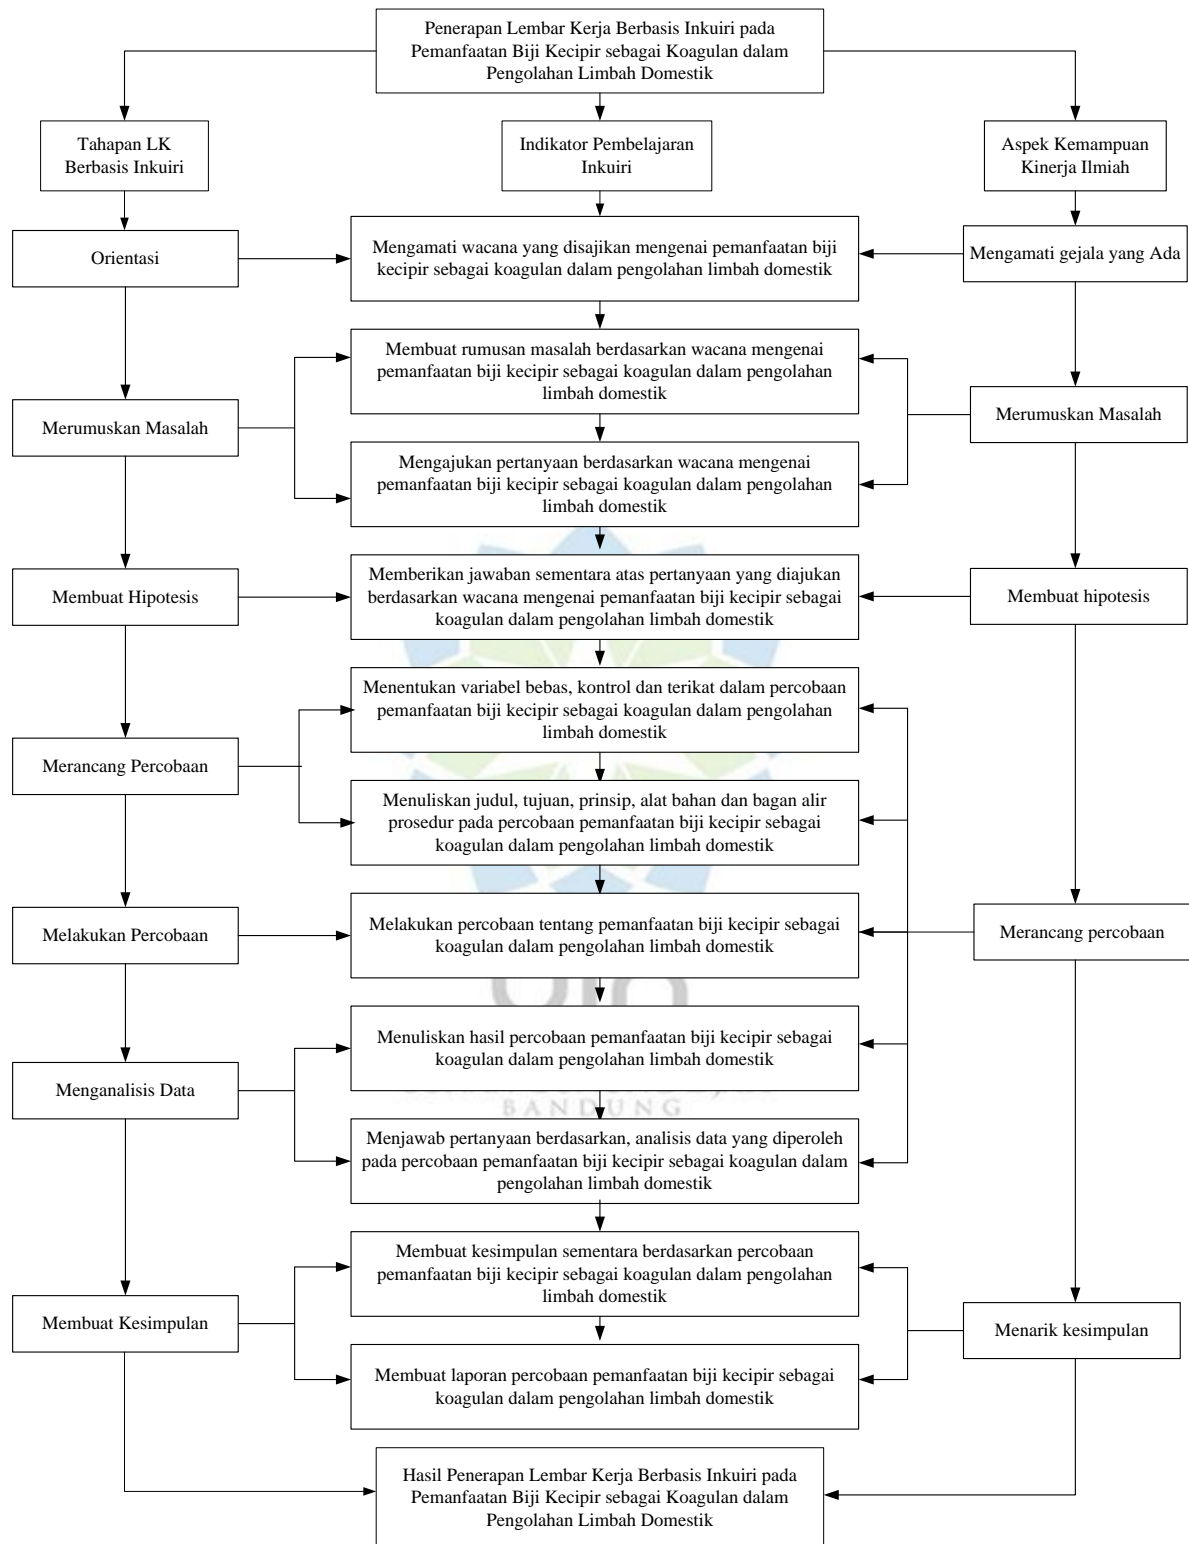 Penerapan Lembar Kerja Berbasis Inkuiri pada
Pemanfatan Biji Kecipir sebagai Koagulan dalam
Pengolahan Limbah Domestik
Tahapan LK
Berbasis Inkuiri
Indikator Pembelajaran
Inkuiri
Aspek Kemampuan
Kinerja Ilmiah
Orientasi
Mengamati wacana yang disajikan mengenai pemanfaatan biji
kecipir sebagai koagulan dalam pengolahan limbah domestik
Mengamati gejala yang Ada
Membuat rumusan masalah berdasarkan wacana mengenai
pemanfaatan biji kecipir sebagai koagulan dalam pengolahan
limbah domestik
Merumuskan Masalah
Merumuskan Masalah
Mengajukan pertanyaan berdasarkan wacana mengenai
pemanfaatan biji kecipir sebagai koagulan dalam pengolahan
limbah domestik
Membuat Hipotesis
Memberikan jawaban sementara atas pertanyaan yang diajukan
berdasarkan wacana mengenai pemanfaatan biji kecipir sebagai
koagulan dalam pengolahan limbah domestik
Membuat hipotesis
Menentukan variabel bebas, kontrol dan terikat dalam percobaan
pemanfaatan biji kecipir sebagai koagulan dalam pengolahan
limbah domestik
Merancang Percobaan
Menuliskan judul, tujuan, prinsip, alat bahan dan bagan alir
prosedur pada percobaan pemanfaatan biji kecipir sebagai
koagulan dalam pengolahan limbah domestik
Melakukan Percobaan
Melakukan percobaan tentang pemanfaatan biji kecipir sebagai
koagulan dalam pengolahan limbah domestik
Merancang percobaan
Menuliskan hasil percobaan pemanfaatan biji kecipir sebagai
koagulan dalam pengolahan limbah domestik
Menganalisis Data
BANDUNG
Menjawab pertanyaan berdasarkan, analisis data yang diperoleh
pada percobaan pemanfaatan biji kecipir sebagai koagulan dalam
pengolahan limbah domestik
Membuat kesimpulan sementara berdasarkan percobaan
pemanfaatan biji kecipir sebagai koagulan dalam pengolahan
limbah domestik
Membuat Kesimpulan
Menarik kesimpulan
Membuat laporan percobaan pemanfaatan biji kecipir sebagai
koagulan dalam pengolahan limbah domestik
Hasil Penerapan Lembar Kerja Berbasis Inkuiri pada
Pemanfatan Biji Kecipir sebagai Koagulan dalam
Pengolahan Limbah Domestik